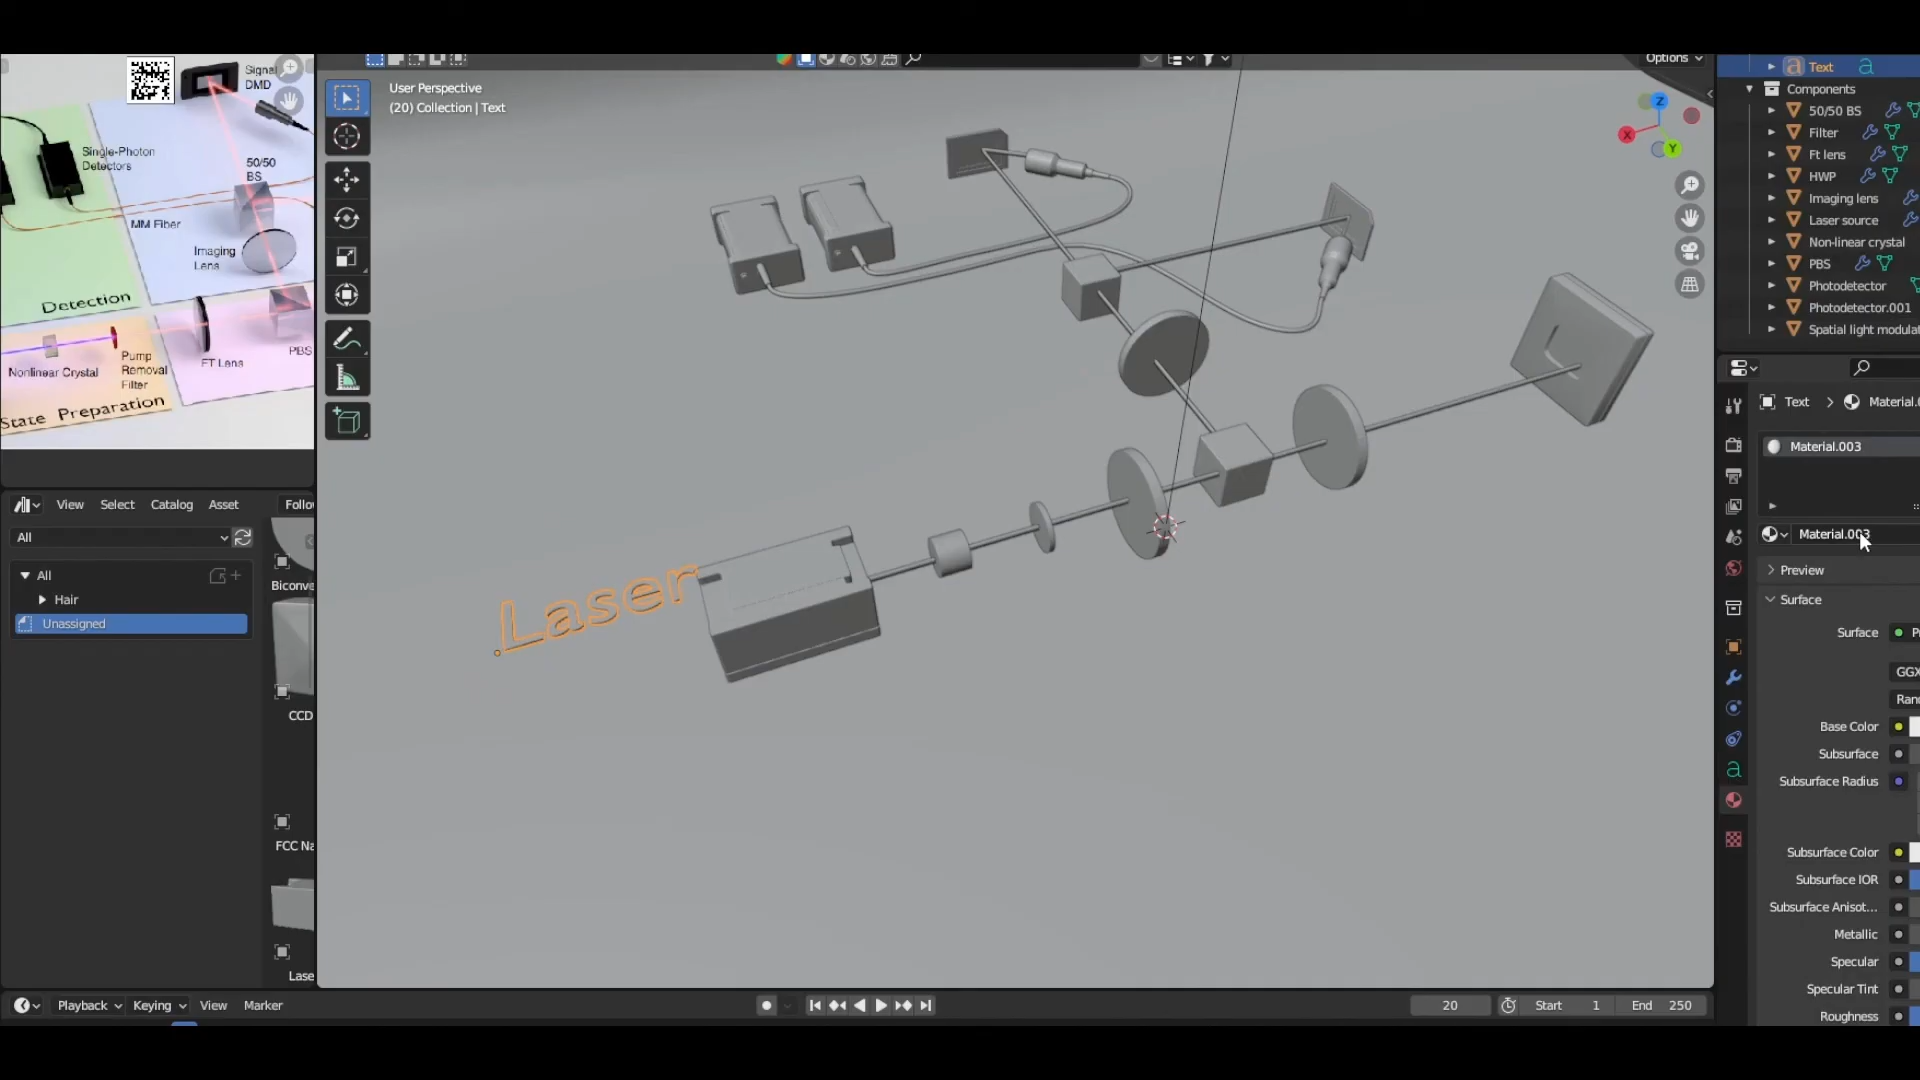 Signal
DMD
Single-Photon
Detectors
50/50
BS
MM Fiber
Imaging
Lens
Detection
Nonlinear Crystal
Pump
Removal
Filter
FT Lens
PBS
State Preparation
User Perspective
(20) Collection | Text
Options
Z
X
Y
Laser
Text
Components
50/50 BS
Filter
Ft lens
HWP
Imaging lens
Laser source
Non-linear crystal
PBS
Photodetector
Photodetector.001
Spatial light modulat
Text > Material.
Material.003
Material.003
Preview
Surface
Surface
GGX
Ran
Base Color
Subsurface
Subsurface Radius
Subsurface Color
Subsurface IOR
Subsurface Anisot...
Metallic
Specular
Specular Tint
Roughness
View Select Catalog Asset Follo
All
All
Hair
Unassigned
Biconve
CCD
FCC Na
Lase
Playback Keying View Marker
20 Start 1 End 250